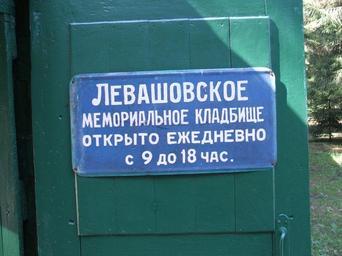 ЛЕВАШОВСКОЕ
МЕМОРИАЛЬНОЕ КЛАДБИЩЕ
ОТКРЫТО ЕЖЕДНЕВНО
С 9 ДО 18 ЧАС.